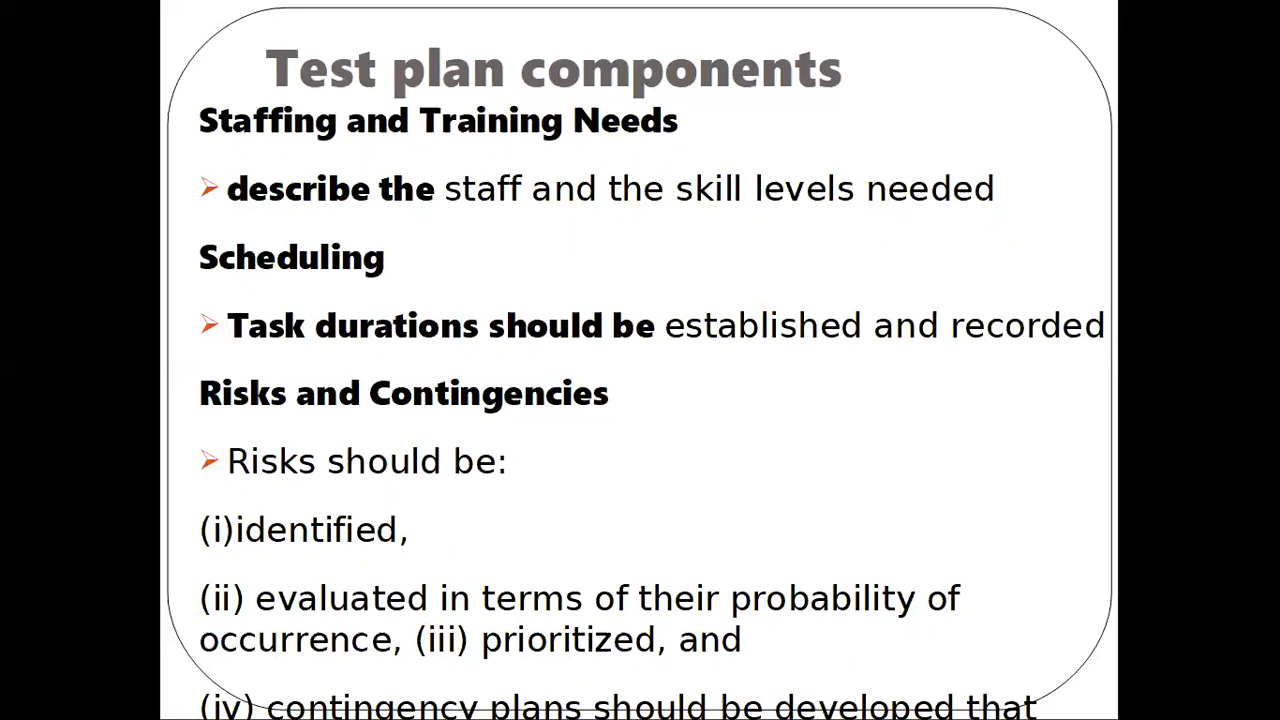 Test plan components
Staffing and Training Needs
describe the staff and the skill levels needed
Scheduling
Task durations should be established and recorded
Risks and Contingencies
Risks should be:
(i)identified,
(ii) evaluated in terms of their probability of
occurrence, (iii) prioritized, and
(iv) contingency plans should be developed that